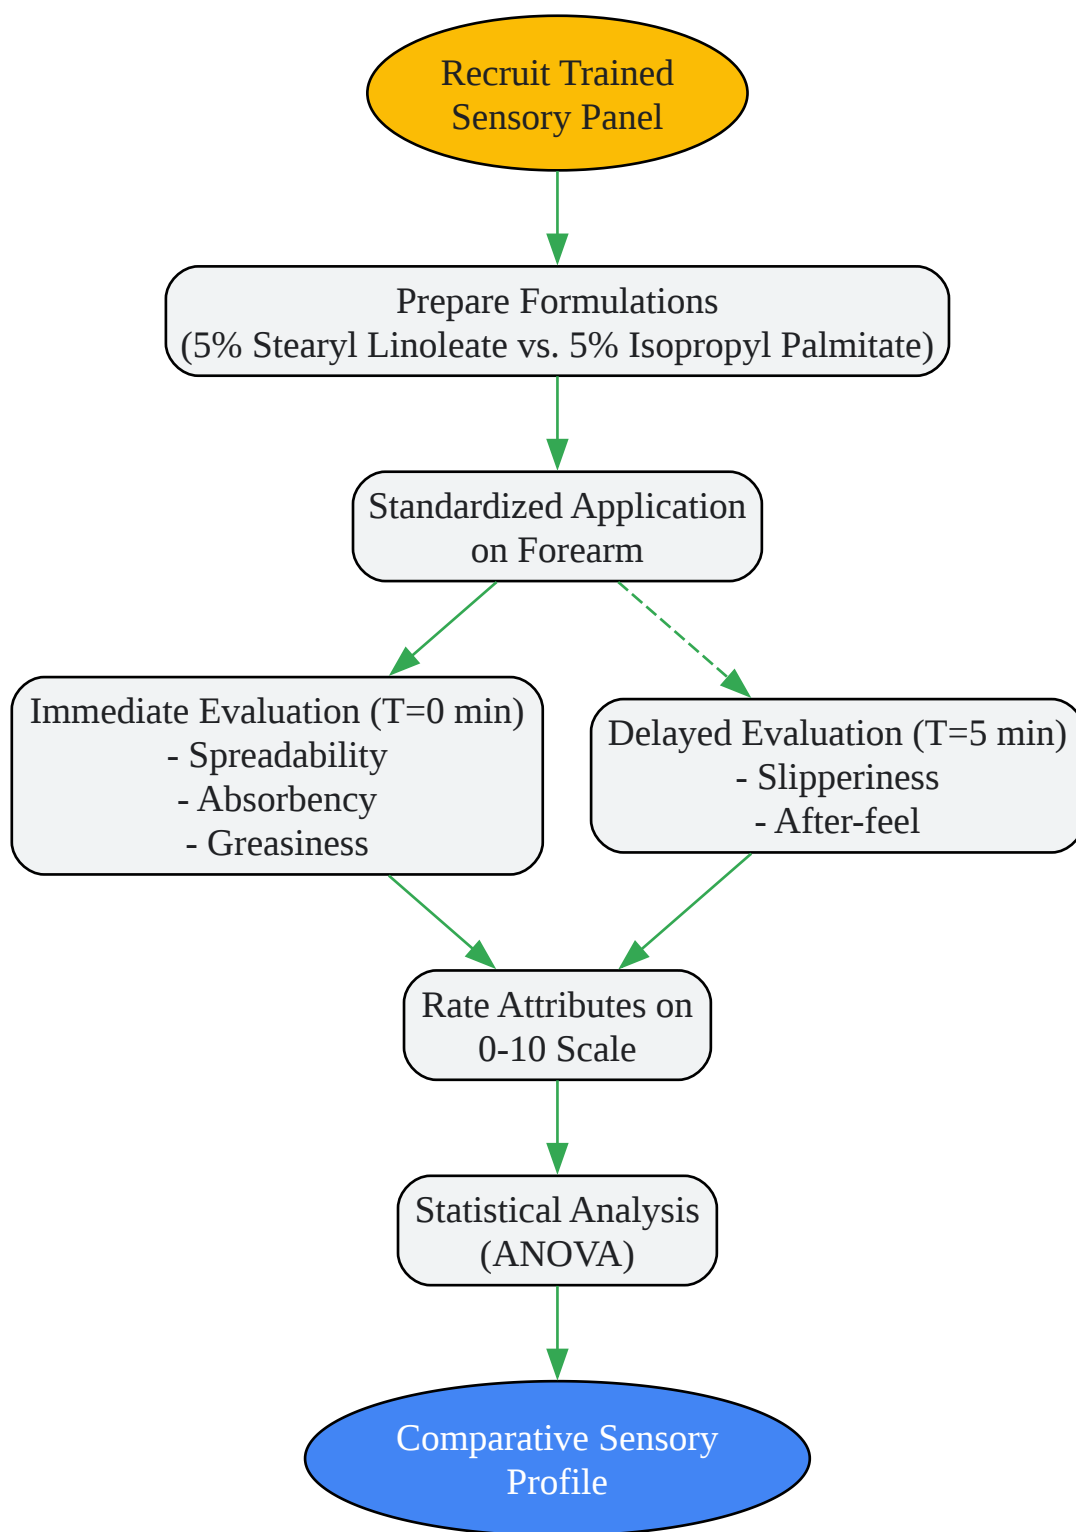 Recruit Trained
Sensory Panel
Prepare Formulations
(5% Stearyl Linoleate vs. 5% Isopropyl Palmitate)
Standardized Application
on Forearm
Immediate Evaluation (T=0 min)
- Spreadability
- Absorbency
- Greasiness
Delayed Evaluation (T=5 min)
- Slipperiness
- After-feel
Rate Attributes on
0-10 Scale
Statistical Analysis
(ANOVA)
Comparative Sensory
Profile